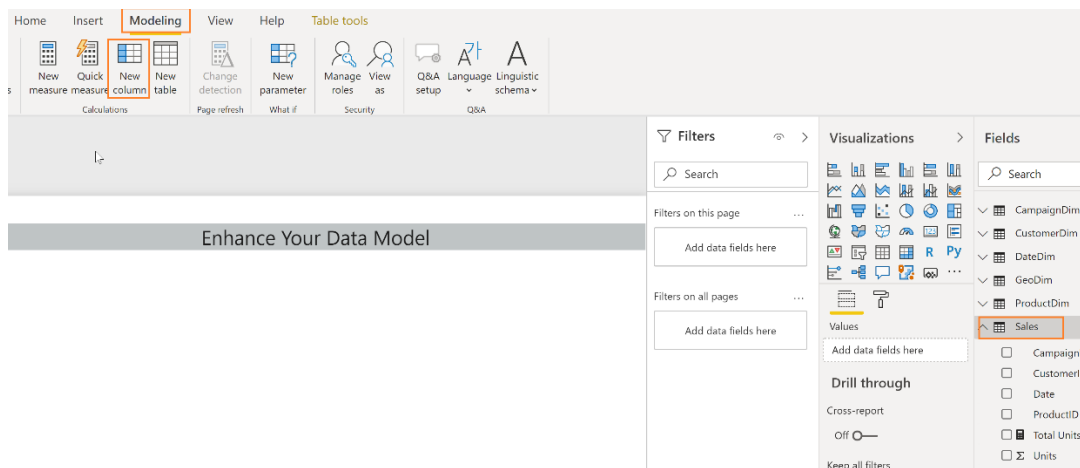 Home Insert Modeling View Help Table tools
New measure
Quick measure
New column
New table
Change detection
New parameter
Manage roles
View as
Q&A setup
Language
Linguistic schema
s
Calculations
Page refresh
What if
Security
Q&A
Enhance Your Data Model
Filters
Search
Filters on this page ...
Add data fields here
Filters on all pages ...
Add data fields here
Visualizations
123
R Py
...
Values
Add data fields here
Drill through
Cross-report
Off
Keep all filters
Fields
Search
CampaignDim
CustomerDim
DateDim
GeoDim
ProductDim
Sales
Campaign
CustomerI
Date
ProductID
Total Units
Σ Units